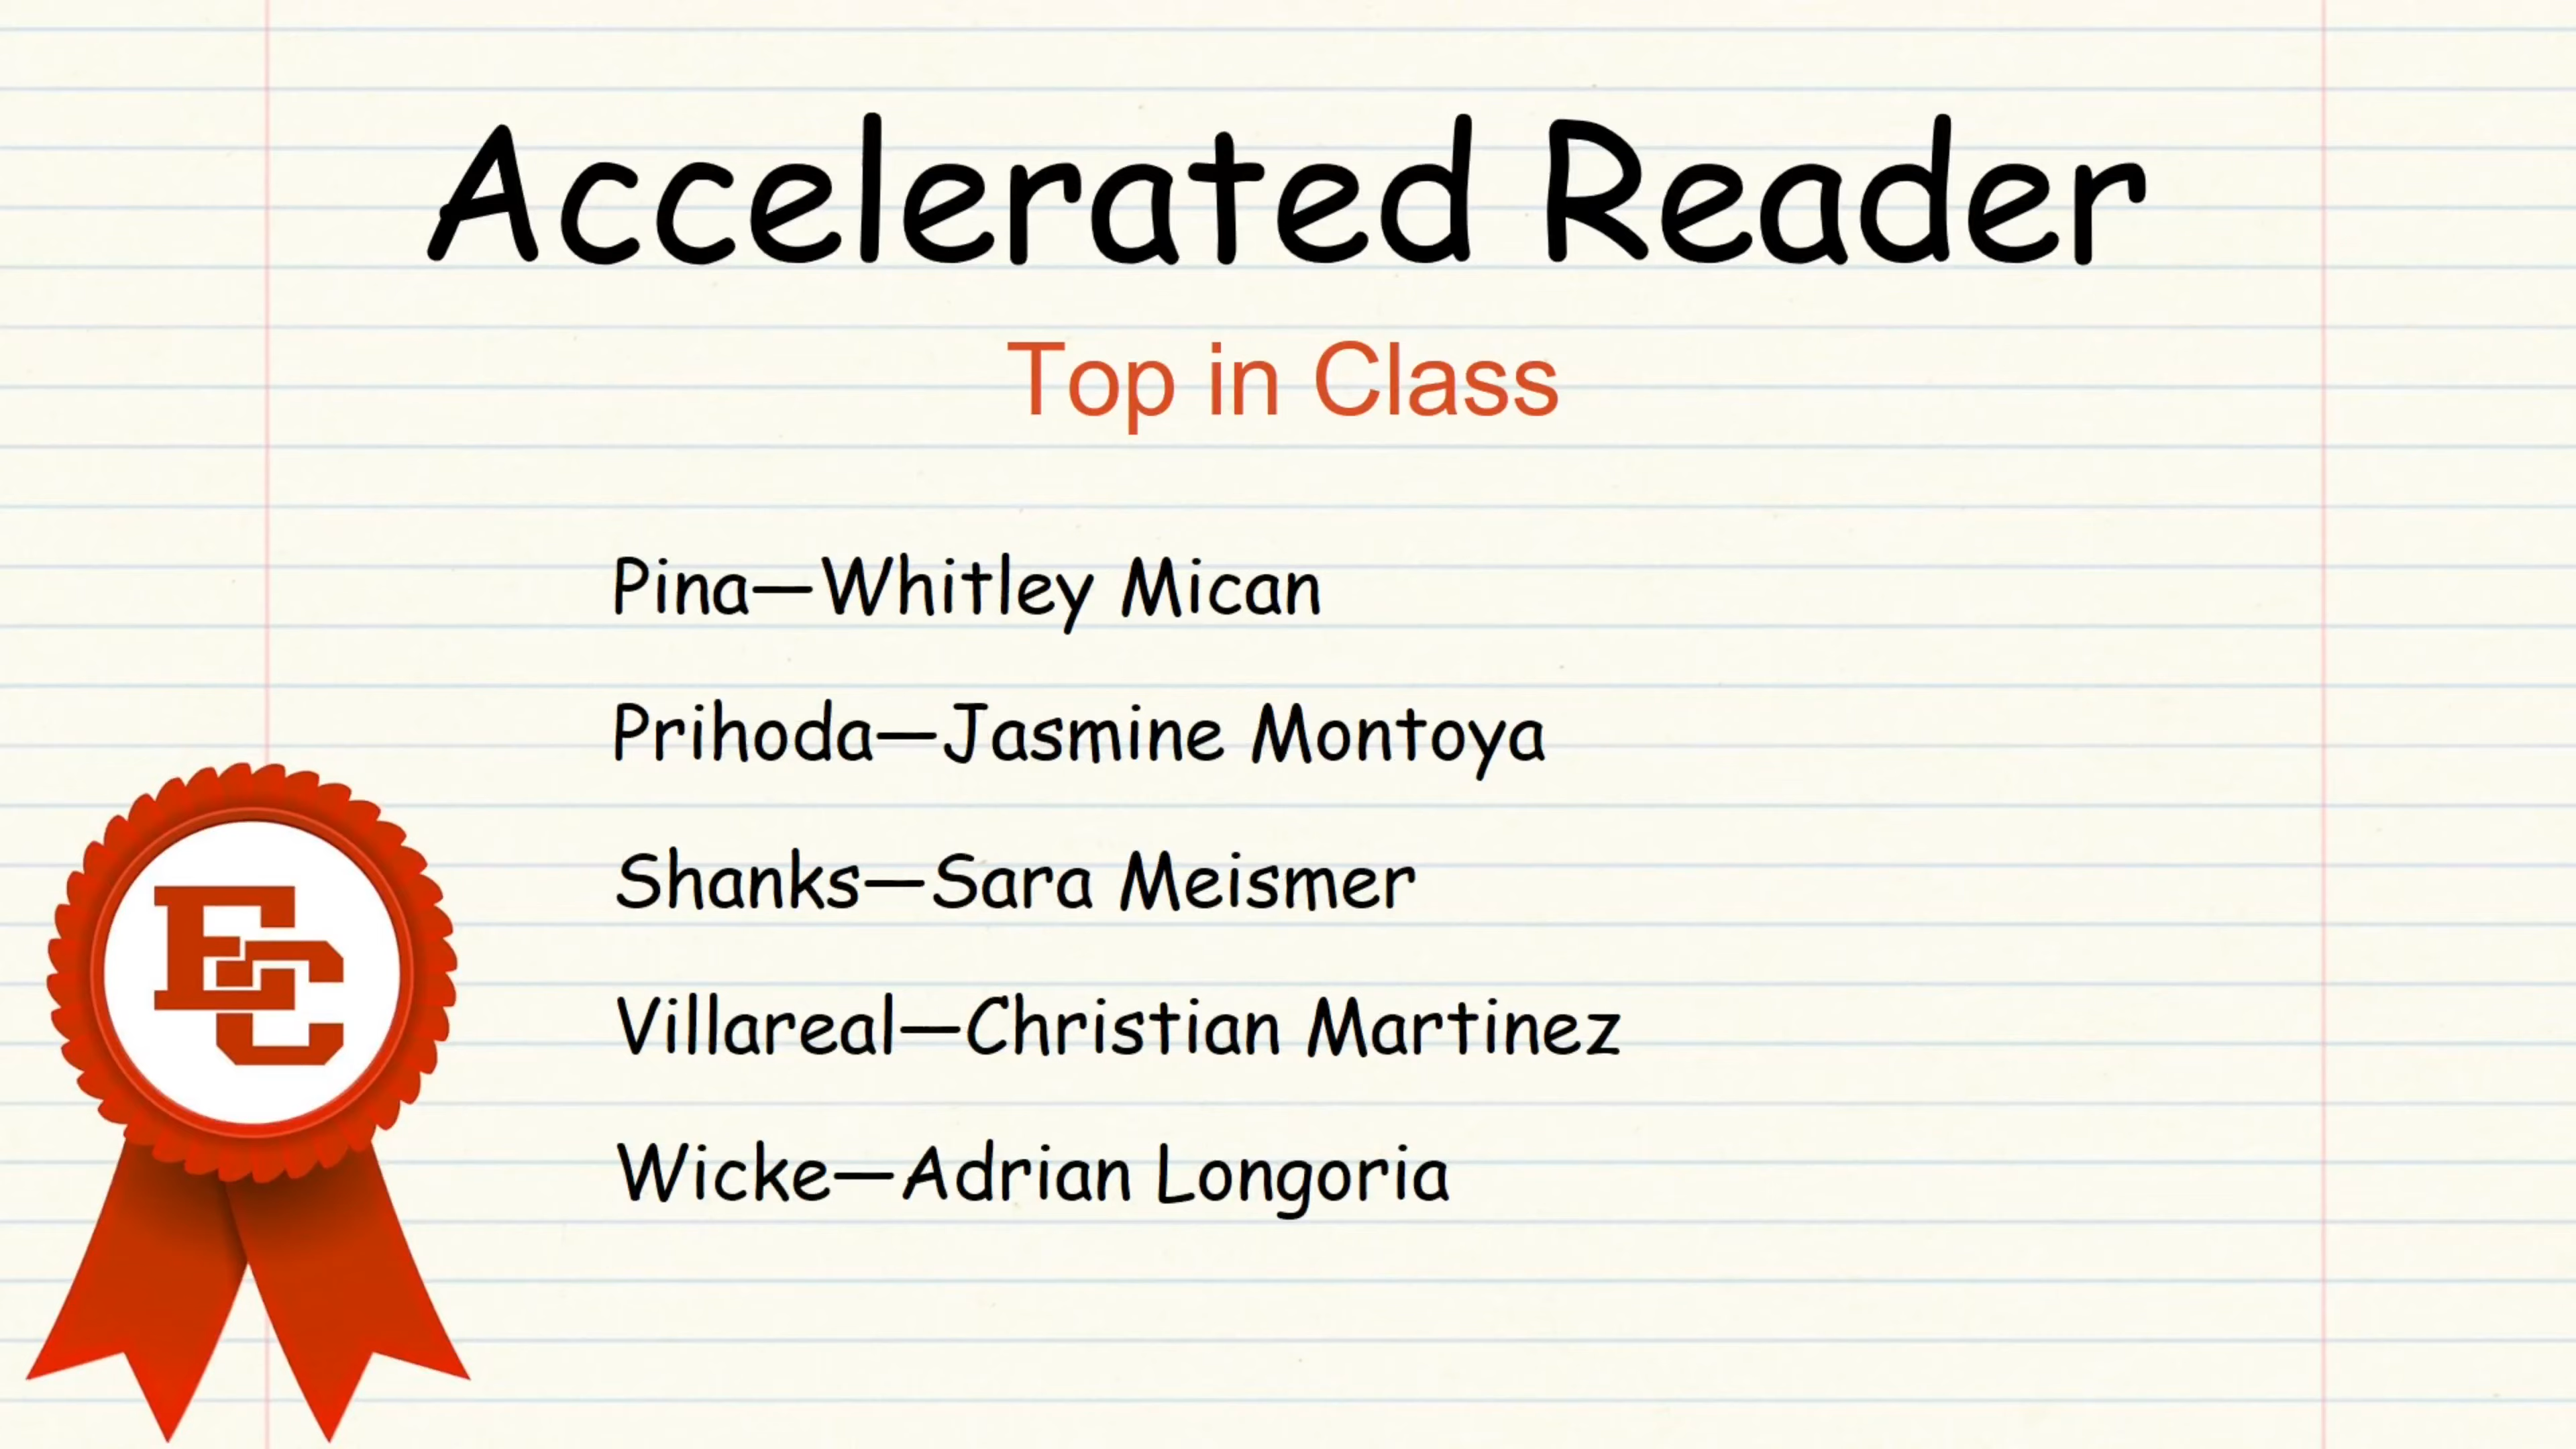 Accelerated Reader
Top in Class
Pina—Whitley Mican
Prihoda—Jasmine Montoya
Shanks—Sara Meismer
Villareal—Christian Martinez
Wicke—Adrian Longoria
EC